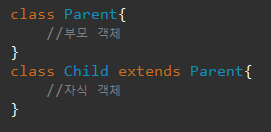 class Parent{
    //부모 객체
}
class Child extends Parent{
    //자식 객체
}